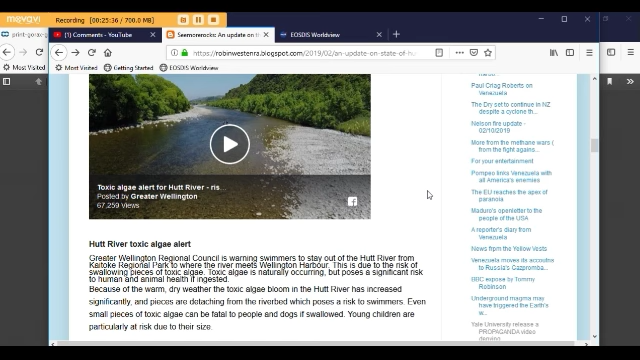 movavi
Recording
(00:25:36 / 700.0 MB)
(1) Comments - YouTube
Seemorerocks: An update on th
EOSDIS Worldview
https://robinwestenra.blogspot.com/2019/02/an-update-on-state-of-h
Most Visited
Most Visited
Getting Started
EOSDIS Worldview
Toxic algae alert for Hutt River - ris
Posted by Greater Wellington
67,259 Views
Hutt River toxic algae alert
Greater Wellington Regional Council is warning swimmers to stay out of the Hutt River from
Kaitoke Regional Park to where the river meets Wellington Harbour. This is due to the risk of
swallowing pieces of toxic algae. Toxic algae is naturally occurring, but poses a significant risk
to human and animal health if ingested.
Because of the warm, dry weather the toxic algae bloom in the Hutt River has increased
significantly, and pieces are detaching from the riverbed which poses a risk to swimmers. Even
small pieces of toxic algae can be fatal to people and dogs if swallowed. Young children are
particularly at risk due to their size.
Paul Craig Roberts on
Venezuela
The Dry set to continue in NZ
despite a cyclone th...
Nelson fire update -
02/10/2019
More from the methane wars (
from the fight agains...
For your entertainment
Pompeo links Venezuela with
all America's enemies
The EU reaches the apex of
paranoia
Maduro's openletter to the
people of the USA
A reporter's diary from
Venezuela
News from the Yellow Vests
Venezuela moves its accoutns
to Russia's Gazpromba...
BBC expose by Tommy
Robinson
Underground magma may
have triggered the Earth's
w...
Yale University release a
PROPAGANDA video